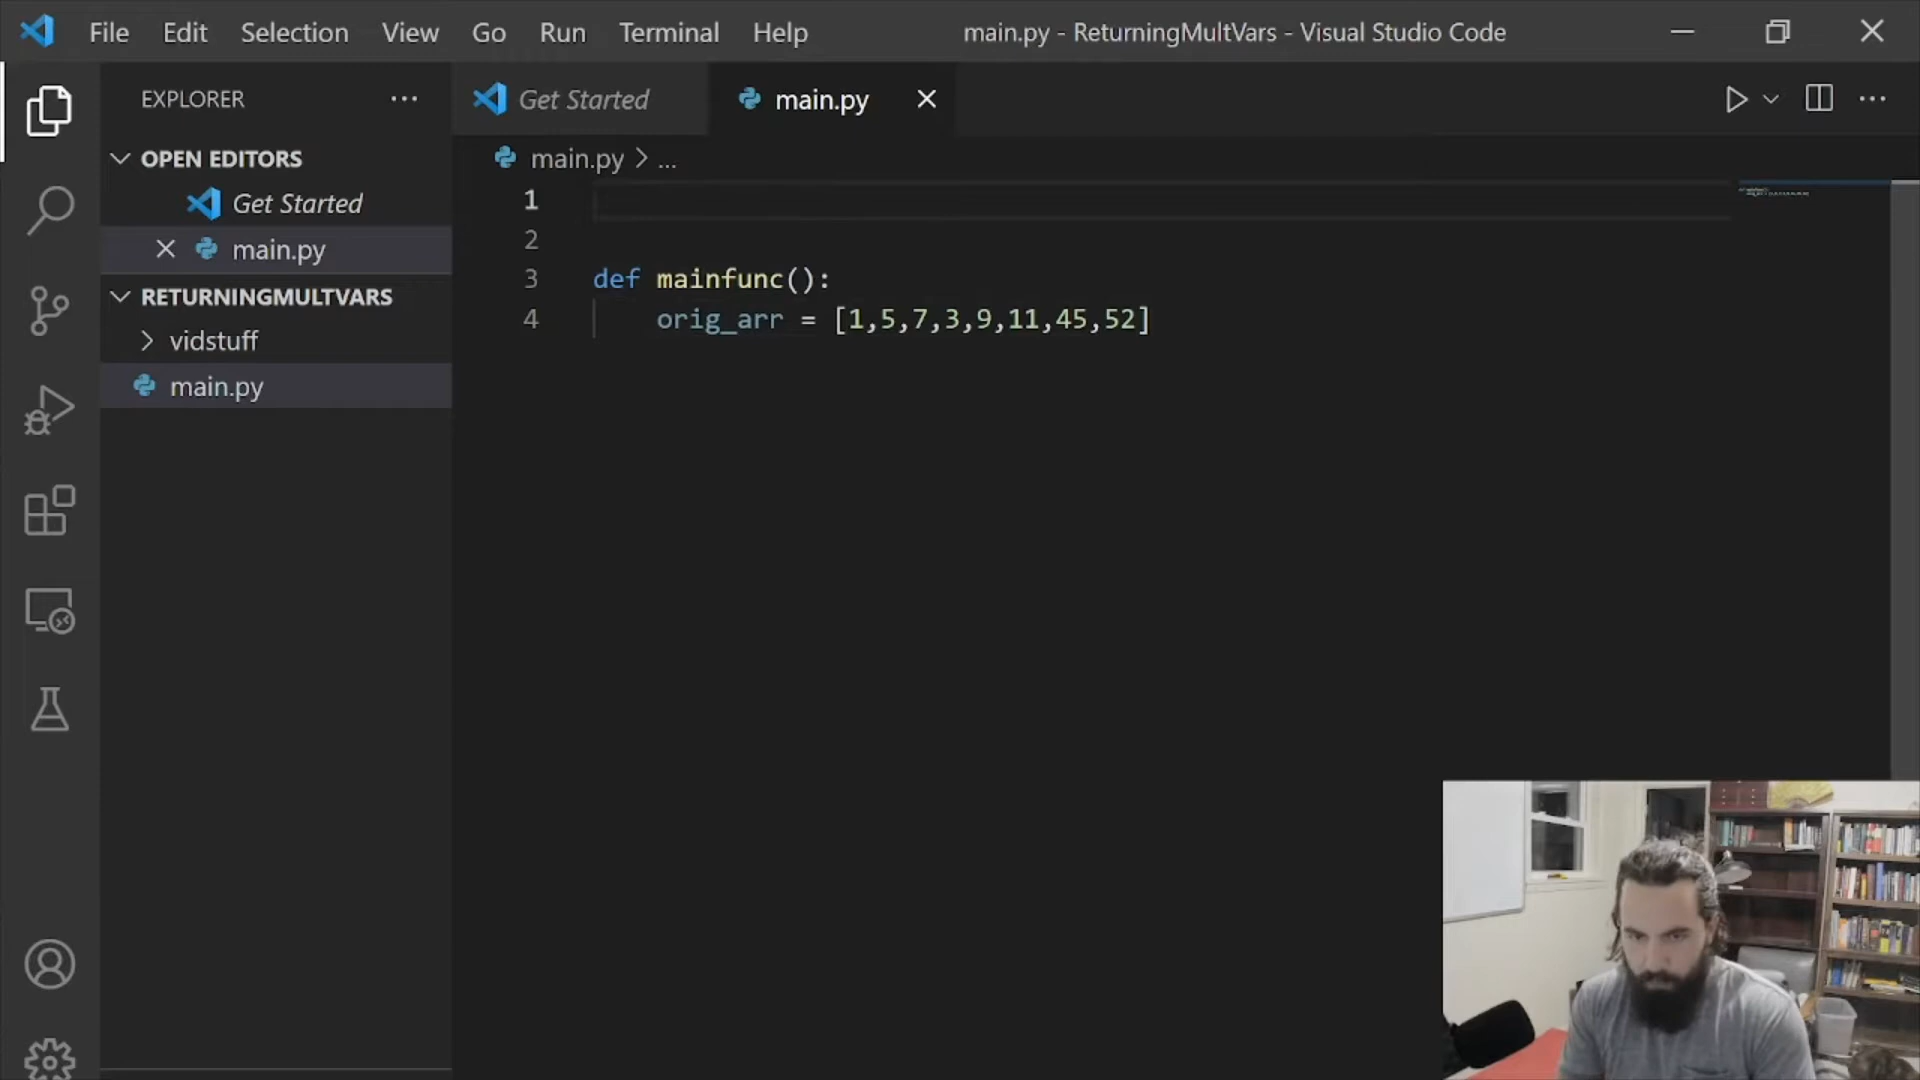 File Edit Selection View Go Run Terminal Help main.py - ReturningMultVars - Visual Studio Code
EXPLORER
Get Started
main.py
OPEN EDITORS
Get Started
main.py
RETURNINGMULTVARS
vidstuff
main.py
main.py > ...
1
2
3 def mainfunc():
4 orig_arr = [1,5,7,3,9,11,45,52]